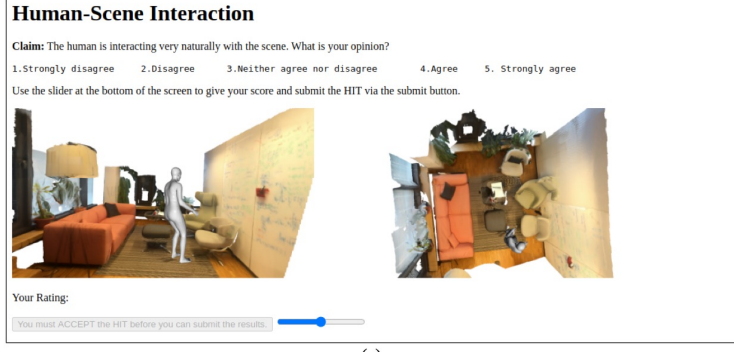 Human-Scene Interaction
Claim: The human is interacting very naturally with the scene. What is your opinion?
1.Strongly disagree 2.Disagree 3.Neither agree nor disagree 4.Agree 5. Strongly agree
Use the slider at the bottom of the screen to give your score and submit the HIT via the submit button.
Your Rating:
You must ACCEPT the HIT before you can submit the results.